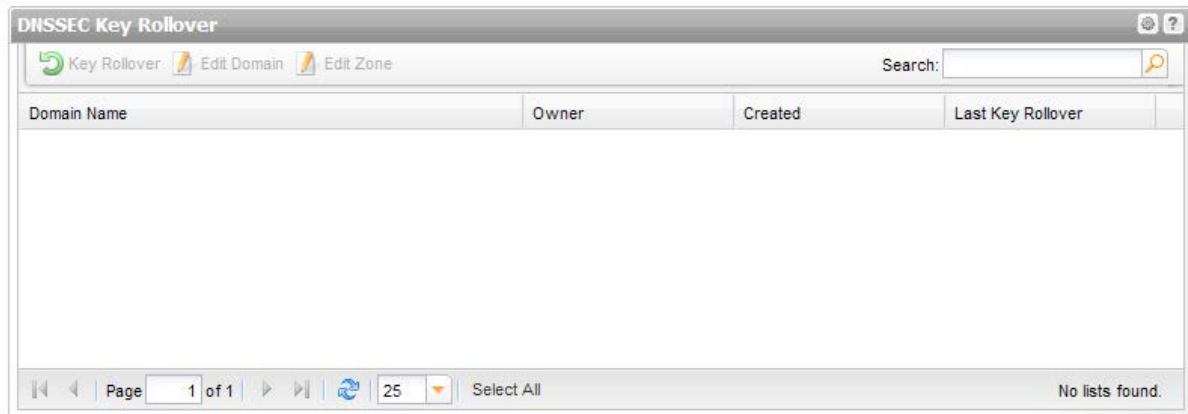 DNSSEC Key Rollover
?
Key Rollover Edit Domain Edit Zone Search:
Domain Name Owner Created Last Key Rollover
Page 1 of 1 25 Select All No lists found.